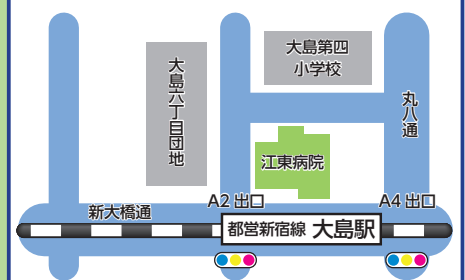 大島第四
小学校
大島六丁目団地
丸八通
江東病院
A2 出口
A4 出口
新大橋通
都営新宿線 大島駅